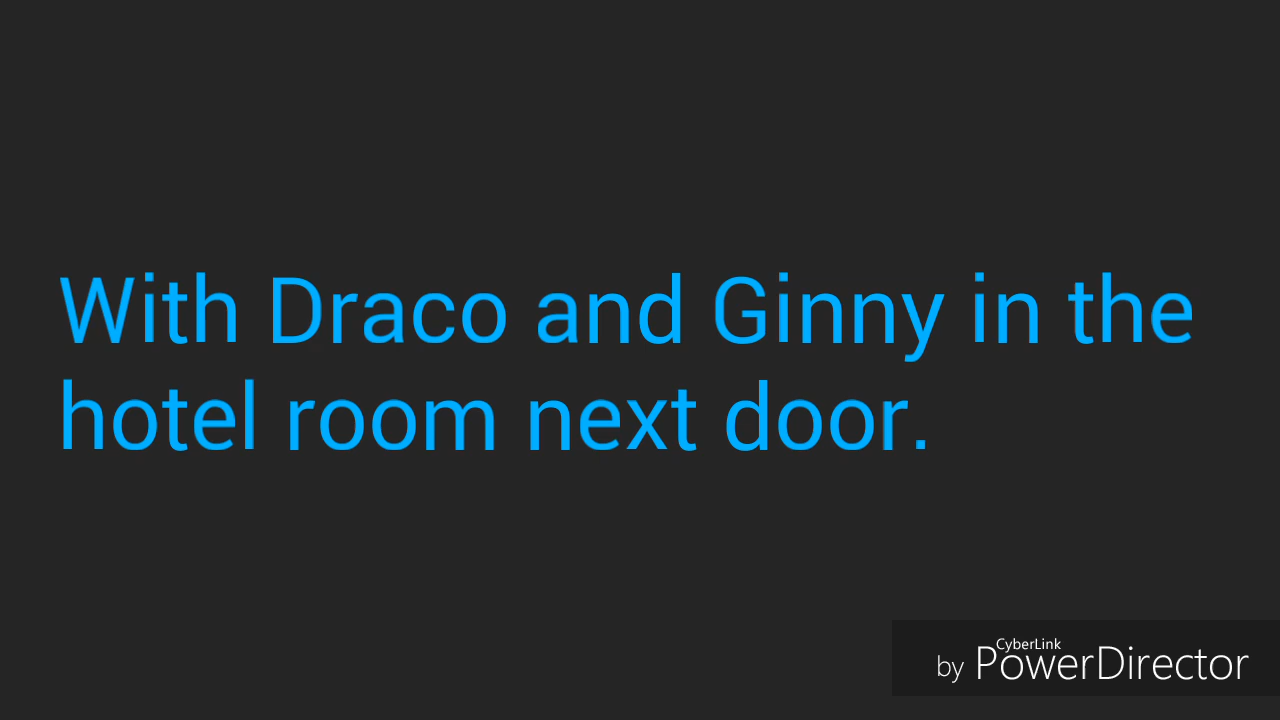 With Draco and Ginny in the
hotel room next door.
by CyberLink PowerDirector